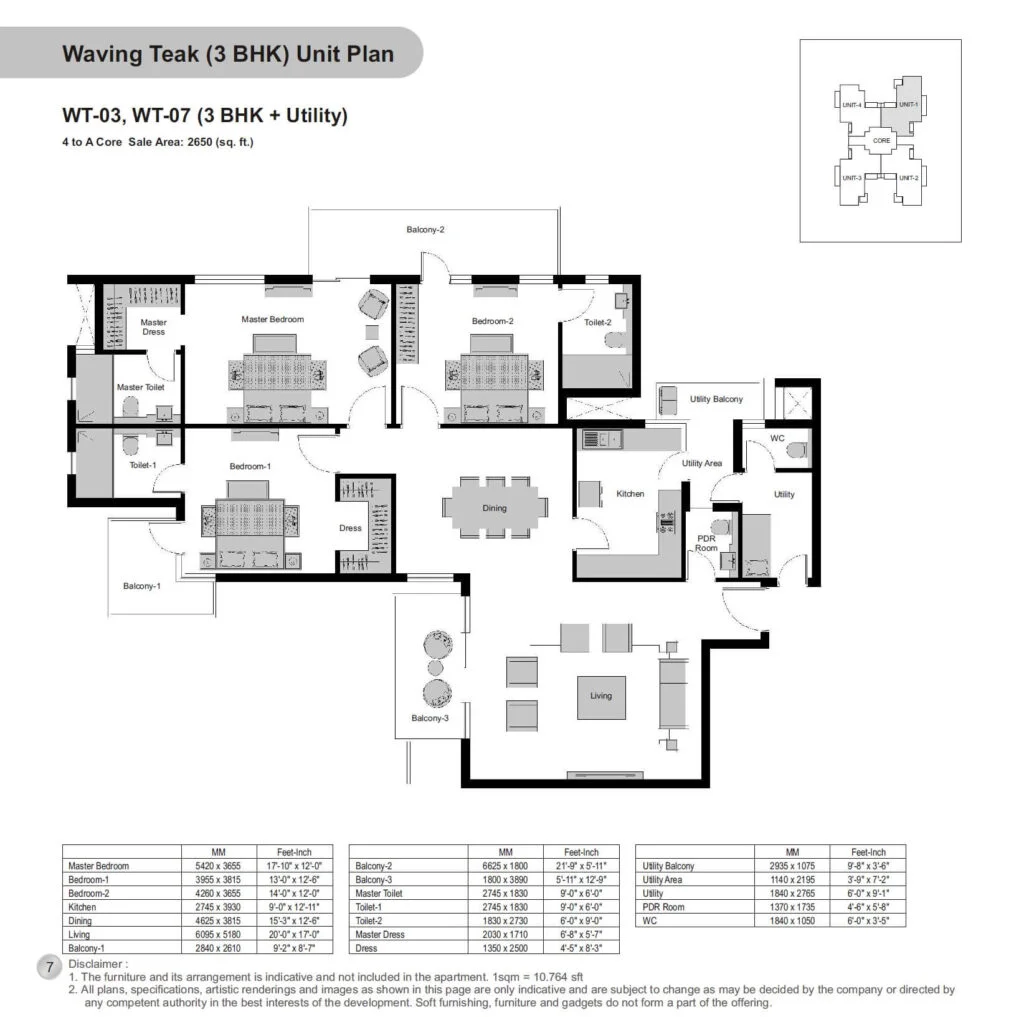 Waving Teak (3 BHK) Unit Plan
WT-03, WT-07 (3 BHK + Utility)
4 to A Core Sale Area: 2650 (sq. ft.)
UNIT-4
UNIT-1
CORE
UNIT-3
UNIT-2
Balcony-2
Master Dress
Master Bedroom
Bedroom-2
Toilet-2
Master Toilet
Utility Balcony
WC
Toilet-1
Bedroom-1
Utility Area
Kitchen
Utility
Dining
Dress
PDR Room
Balcony-1
Living
Balcony-3
MM Feet-Inch
Master Bedroom 5420 x 3655 17'-10" x 12'-0"
Bedroom-1 3955 x 3815 13'-0" x 12'-6"
Bedroom-2 4260 x 3655 14'-0" x 12'-0"
Kitchen 2745 x 3930 9'-0" x 12'-11"
Dining 4625 x 3815 15'-3" x 12'-6"
Living 6095 x 5180 20'-0" x 17'-0"
Balcony-1 2840 x 2610 9'-2" x 8'-7"
MM Feet-Inch
Balcony-2 6625 x 1800 21'-9" x 5'-11"
Balcony-3 1800 x 3890 5'-11" x 12'-9"
Master Toilet 2745 x 1830 9'-0" x 6'-0"
Toilet-1 2745 x 1830 9'-0" x 6'-0"
Toilet-2 1830 x 2730 6'-0" x 9'-0"
Master Dress 2030 x 1710 6'-8" x 5'-7"
Dress 1350 x 2500 4'-5" x 8'-3"
MM Feet-Inch
Utility Balcony 2935 x 1075 9'-8" x 3'-6"
Utility Area 1140 x 2195 3'-9" x 7'-2"
Utility 1840 x 2765 6'-0" x 9'-1"
PDR Room 1370 x 1735 4'-6" x 5'-8"
WC 1840 x 1050 6'-0" x 3'-5"
7
Disclaimer :
1. The furniture and its arrangement is indicative and not included in the apartment. 1sqm = 10.764 sft
2. All plans, specifications, artistic renderings and images as shown in this page are only indicative and are subject to change as may be decided by the company or directed by
any competent authority in the best interests of the development. Soft furnishing, furniture and gadgets do not form a part of the offering.